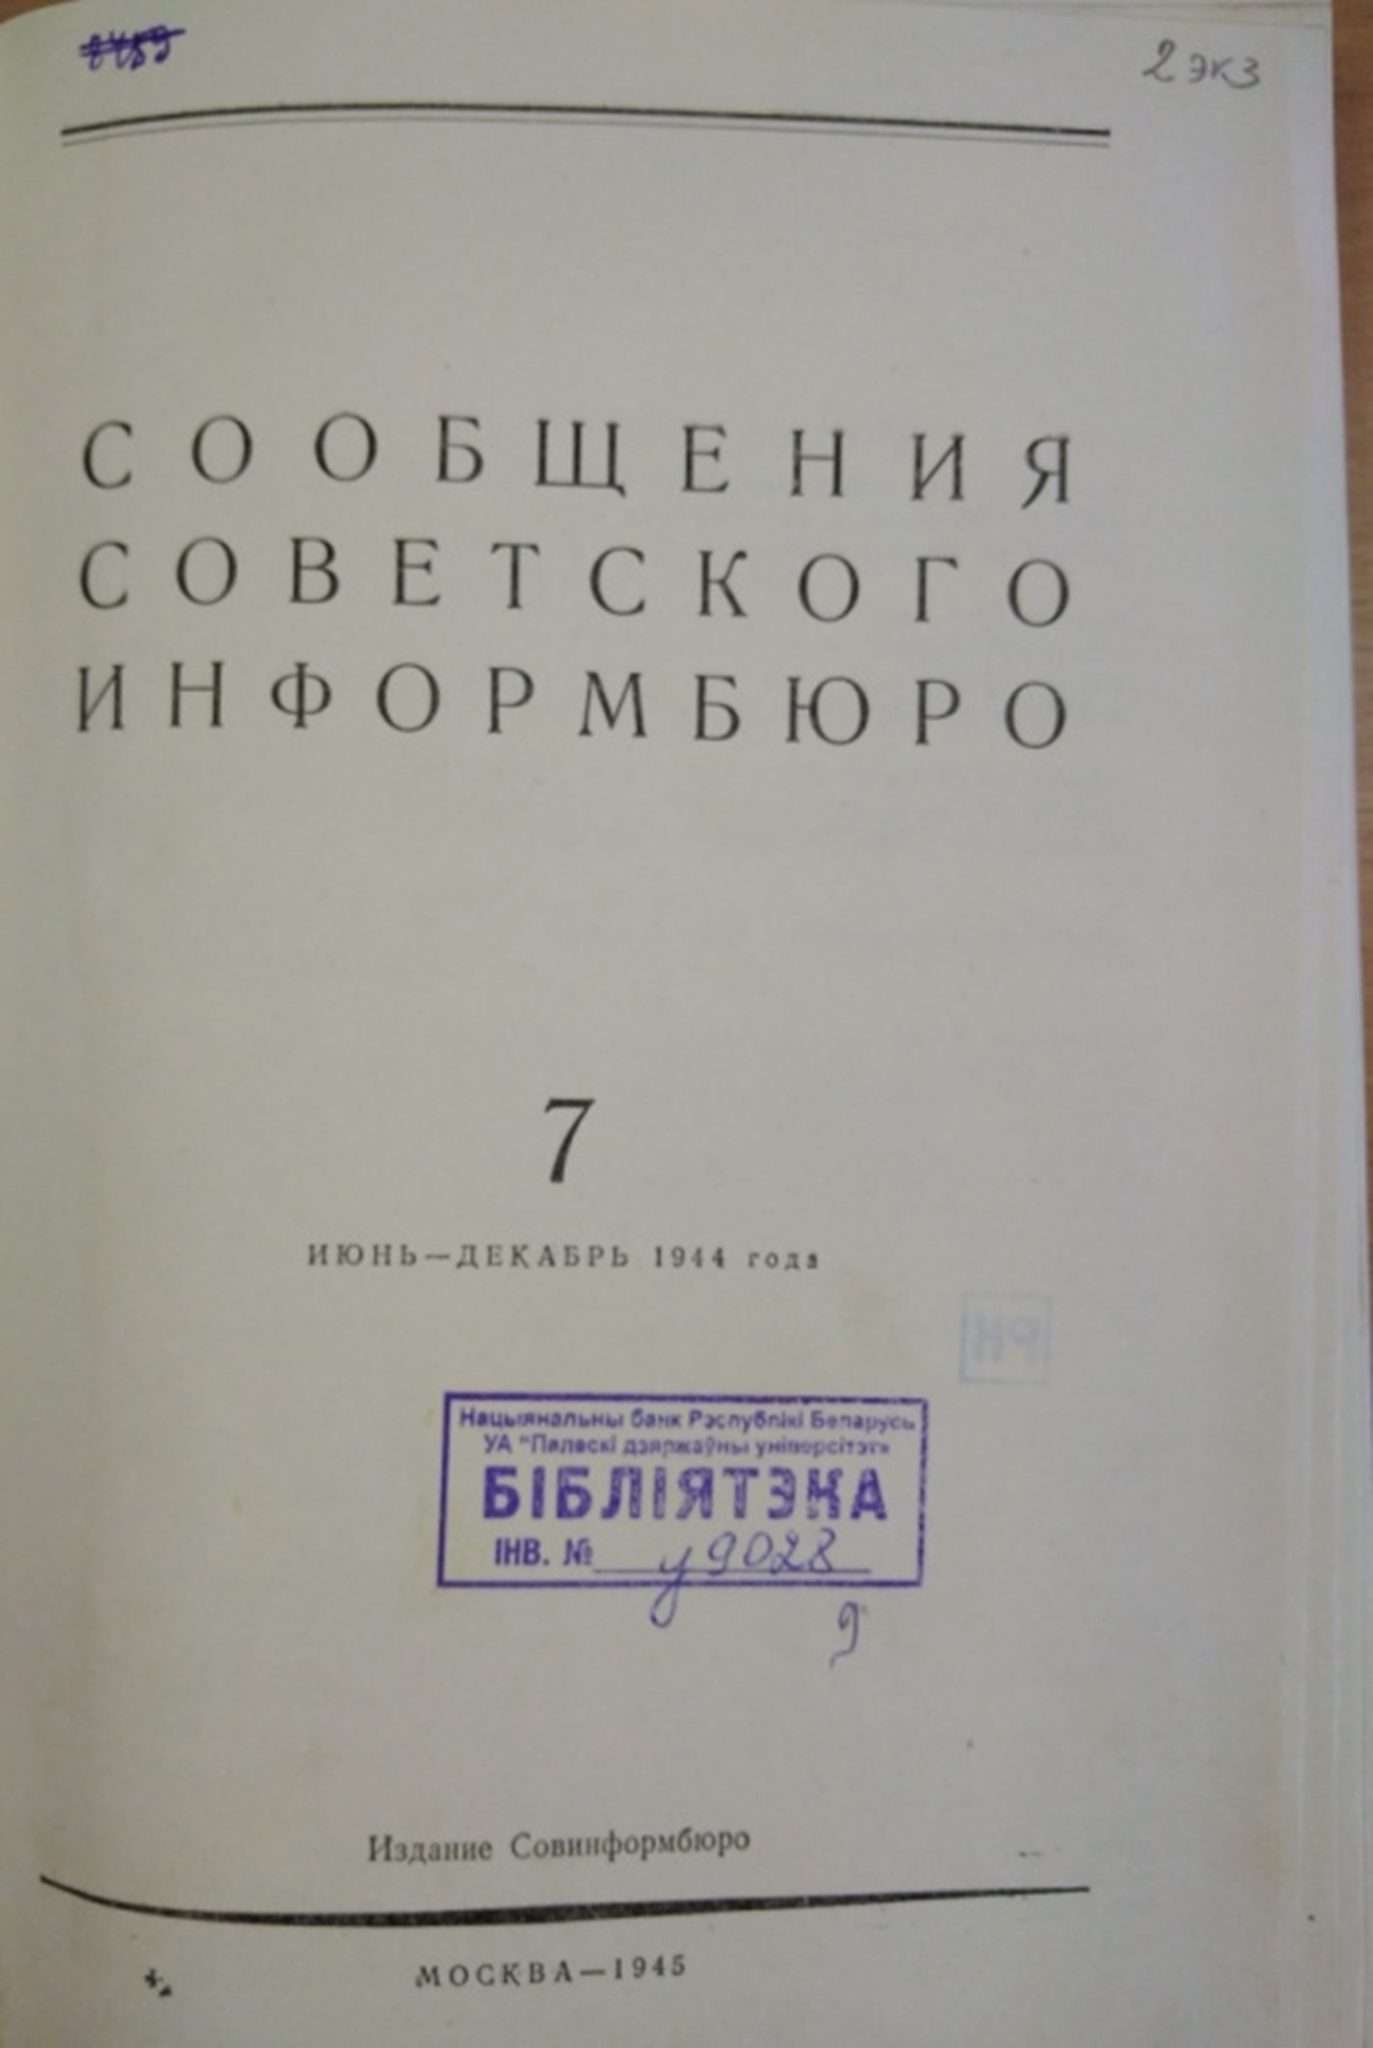 2 экз
СООБЩЕНИЯ
СОВЕТСКОГО
ИНФОРМБЮРО
7
ИЮНЬ—ДЕКАБРЬ 1944 года
Нацыянальны банк Рэспублікі Беларусь
УА "Палескі дзяржаўны універсітэт"
БІБЛІЯТЭКА
ІНВ. № у9028
9
Издание Совинформбюро
МОСКВА—1945